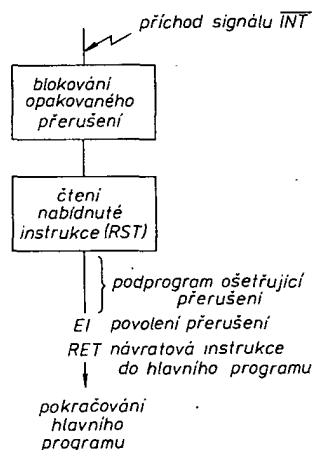 příchod signálu INT
blokování
opakovaného
přerušení
čtení
nabídnuté
instrukce (RST)
podprogram ošetřující
přerušení
EI povolení přerušení
RET návratová instrukce
do hlavního programu
pokračování
hlavního
programu